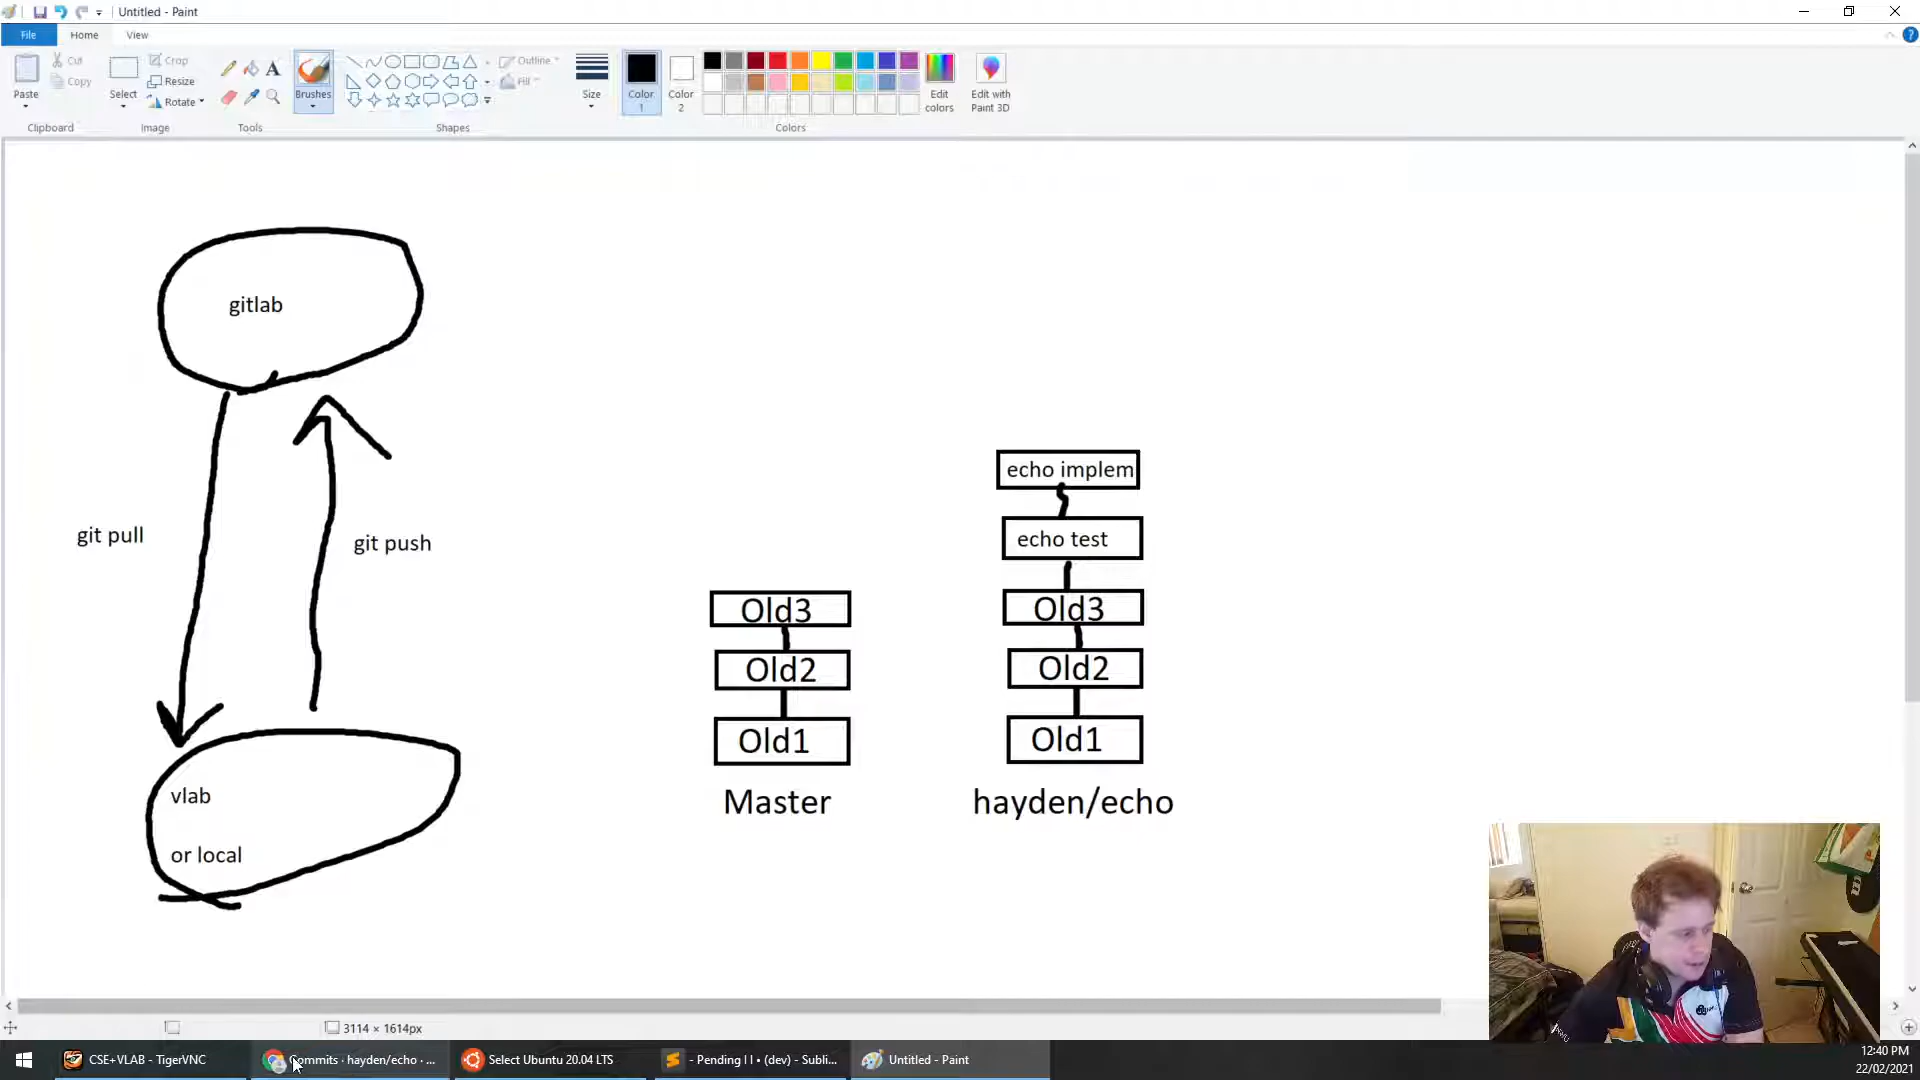 Untitled - Paint
File
Home
View
Paste
Cut
Copy
Clipboard
Select
Crop
Resize
Rotate
Image
A
Tools
Brushes
Shapes
Outline
Fill
Size
Color
1
Color
2
Colors
Edit
colors
Edit with
Paint 3D
gitlab
git pull
git push
vlab
or local
Old3
Old2
Old1
Master
echo implem
echo test
Old3
Old2
Old1
hayden/echo
3114 × 1614px
CSE+VLAB - TigerVNC
Commits · hayden/echo · ...
Select Ubuntu 20.04 LTS
- Pending I I • (dev) - Subli...
Untitled - Paint
12:40 PM
22/02/2021